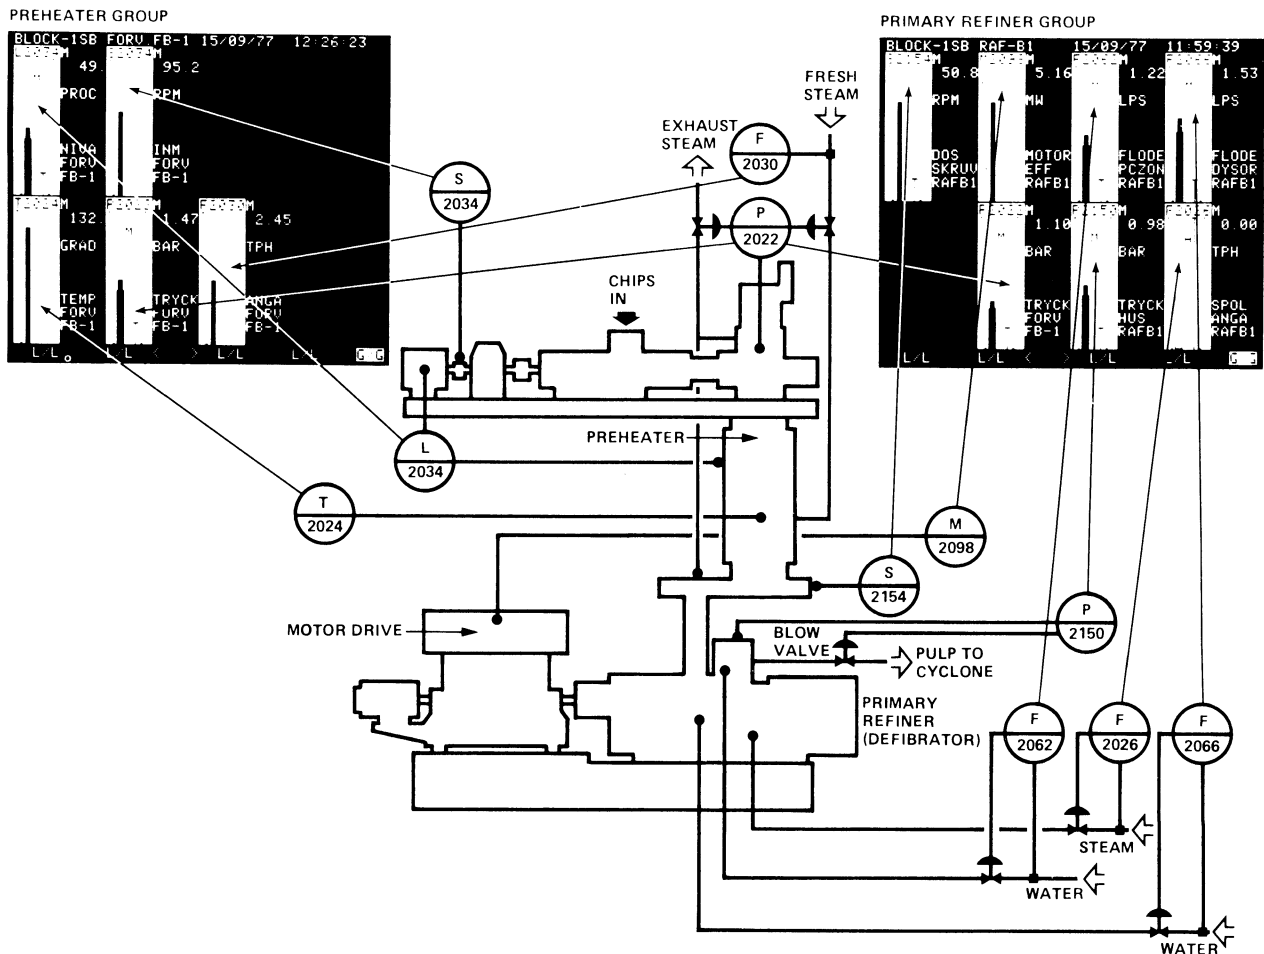 PREHEATER GROUP
BLOCK-1SB FORV.FB-1 15/09/77 12:26:23
49.
95.2
PROC
RPM
NIVA
FORV
FB-1
INM
FORV
FB-1
132.
1.47
2.45
GRAD
BAR
TPH
TEMP
FORV
FB-1
TRYCK
FB-1
ANGA
FORV
FB-1
L/L
L/L
L/L
L/L
PRIMARY REFINER GROUP
BLOCK-1SB RAF-B1 15/09/77 11:59:39
50.8
5.16
1.22
1.53
RPM
MW
LPS
LPS
DOS
SKRUV
RAFB1
MOTOR
EFF
RAFB1
FLODE
PCZON
RAFB1
FLODE
DYSOR
RAFB1
1.10
0.98
0.00
BAR
BAR
TPH
TRYCK
FORV
FB-1
TRYCK
HUS
RAFB1
SPOL
ANGA
RAFB1
L/L
L/L
L/L
L/L
FRESH
STEAM
EXHAUST
STEAM
F
2030
S
2034
P
2022
CHIPS
IN
PREHEATER
L
2034
T
2024
M
2098
S
2154
P
2150
MOTOR DRIVE
BLOW
VALVE
PULP TO
CYCLONE
PRIMARY
REFINER
(DEFIBRATOR)
F
2062
F
2026
F
2066
STEAM
WATER
WATER